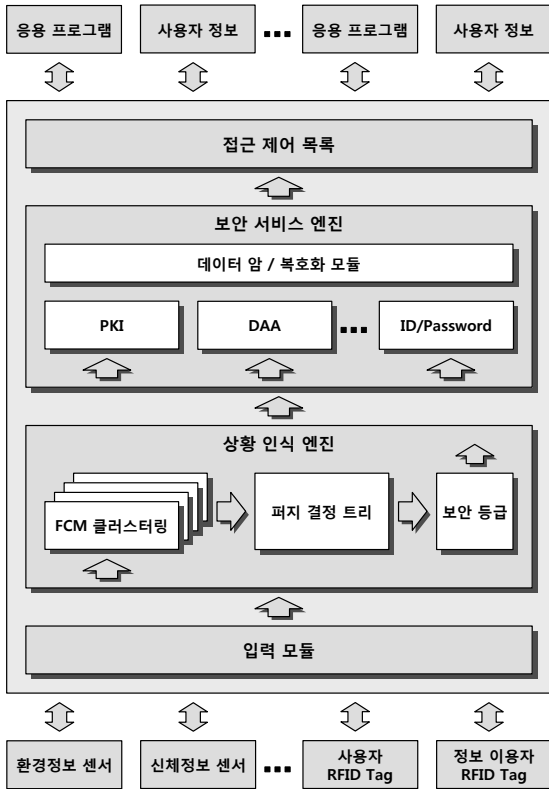 응용 프로그램 사용자 정보 ▪▪▪ 응용 프로그램 사용자 정보
접근 제어 목록
보안 서비스 엔진
데이터 암 / 복호화 모듈
PKI DAA ▪▪▪ ID/Password
상황 인식 엔진
FCM 클러스터링 퍼지 결정 트리 보안 등급
입력 모듈
환경정보 센서 신체정보 센서 ▪▪▪ 사용자 정보 이용자
RFID Tag RFID Tag